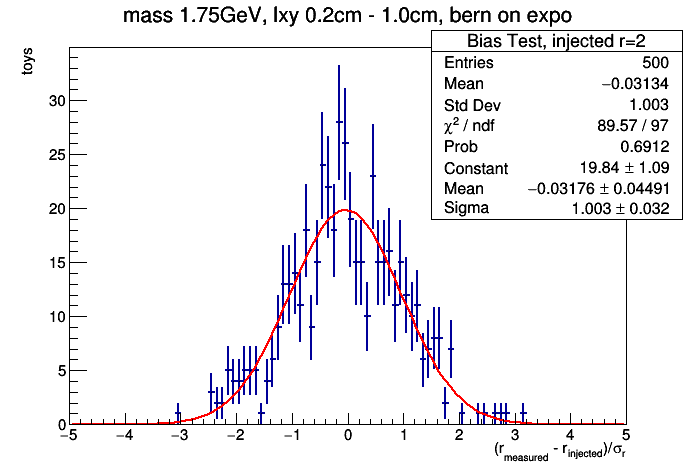 mass 1.75GeV, lxy 0.2cm - 1.0cm, bern on expo
Bias Test, injected r=2
Entries 500
Mean −0.03134
Std Dev 1.003
χ² / ndf 89.57 / 97
Prob 0.6912
Constant 19.84 ± 1.09
Mean −0.03176 ± 0.04491
Sigma 1.003 ± 0.032
toys
30
25
20
15
10
5
0
−5 −4 −3 −2 −1 0 1 2 3 4 5
(r_measured - r_injected)/σ_r